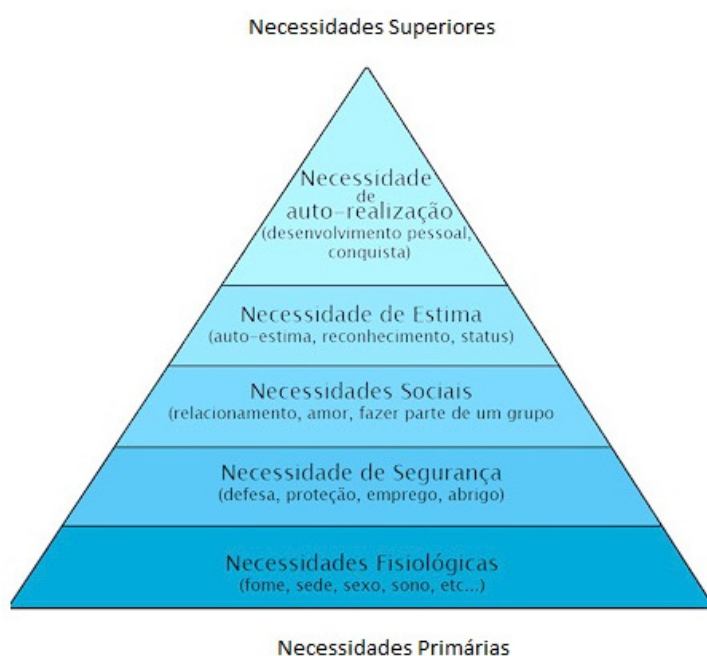 Necessidades Superiores
Necessidade
de
auto-realização
(desenvolvimento pessoal,
conquista)
Necessidade de Estima
(auto-estima, reconhecimento, status)
Necessidades Sociais
(relacionamento, amor, fazer parte de um grupo
Necessidade de Segurança
(defesa, proteção, emprego, abrigo)
Necessidades Fisiológicas
(fome, sede, sexo, sono, etc...)
Necessidades Primárias